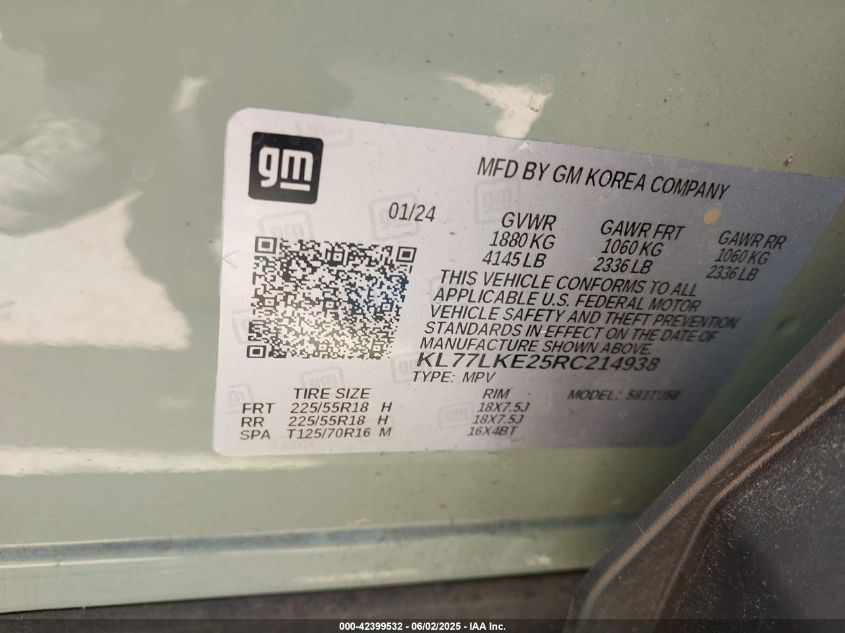 gm
MFD BY GM KOREA COMPANY
01/24
GVWR GAWR FRT GAWR RR
1880 KG 1060 KG 1060 KG
4145 LB 2336 LB 2336 LB
THIS VEHICLE CONFORMS TO ALL
APPLICABLE U.S. FEDERAL MOTOR
VEHICLE SAFETY AND THEFT PREVENTION
STANDARDS IN EFFECT ON THE DATE OF
MANUFACTURE SHOWN ABOVE.
KL77LKE25RC214938
TYPE: MPV
TIRE SIZE RIM MODEL:
FRT 225/55R18 H 18X7.5J
RR 225/55R18 H 18X7.5J
SPA T125/70R16 M 16X4BT
000-42399532 - 06/02/2025 - IAA Inc.